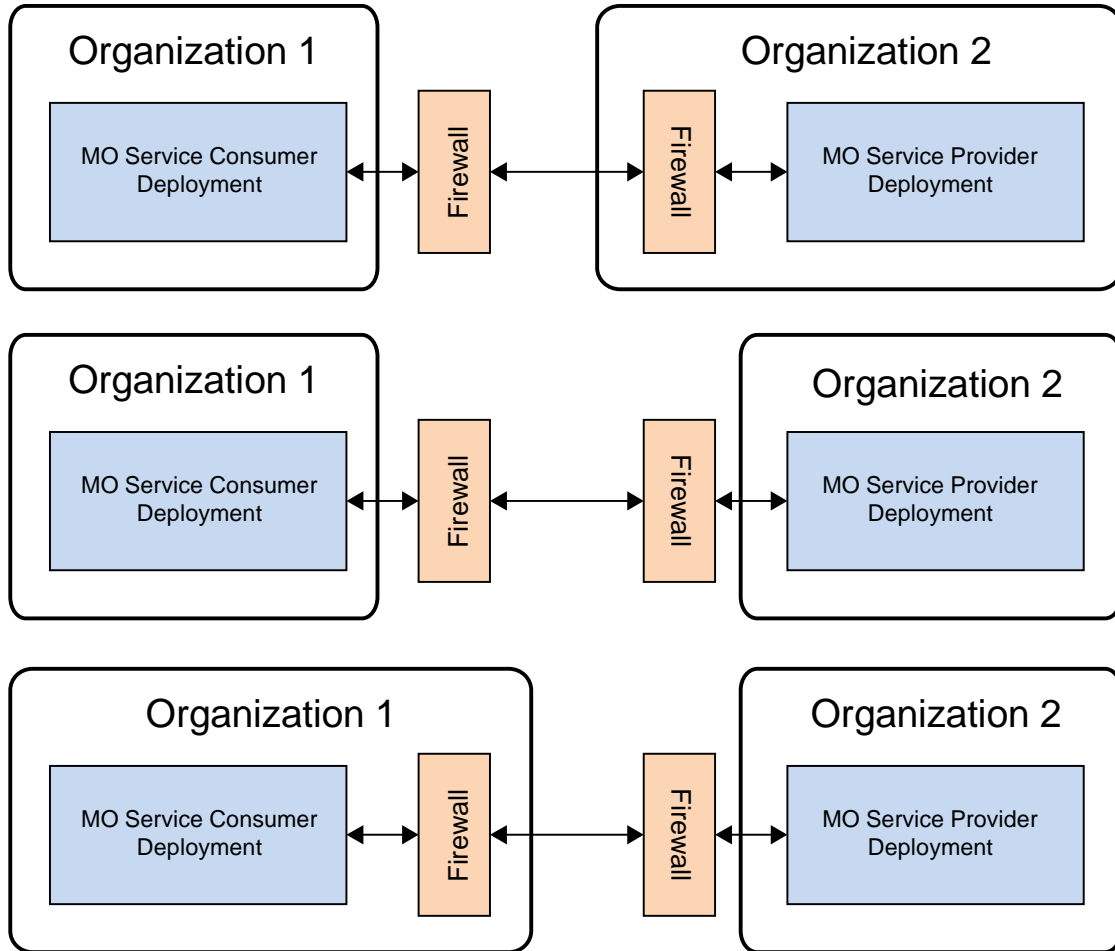 Organization 1
Organization 2
MO Service Consumer
Deployment
Firewall
Firewall
MO Service Provider
Deployment
Organization 1
Organization 2
MO Service Consumer
Deployment
Firewall
Firewall
MO Service Provider
Deployment
Organization 1
Organization 2
MO Service Consumer
Deployment
Firewall
Firewall
MO Service Provider
Deployment